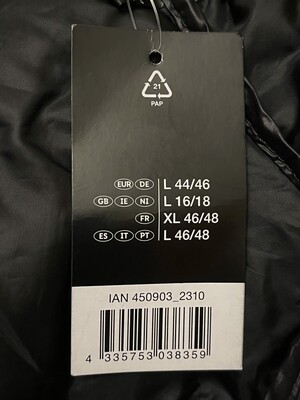 21
PAP
EUR DE L 44/46
GB IE NI L 16/18
FR XL 46/48
ES IT PT L 46/48
IAN 450903_2310
4 335753 038359